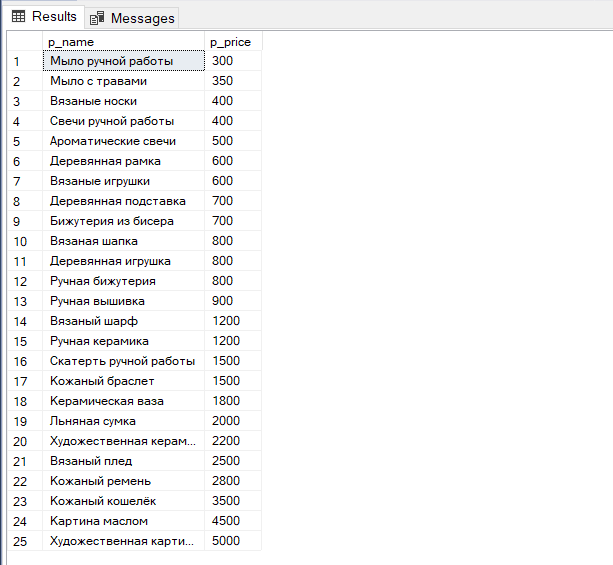 Results Messages
p_name p_price
1 Мыло ручной работы 300
2 Мыло с травами 350
3 Вязаные носки 400
4 Свечи ручной работы 400
5 Ароматические свечи 500
6 Деревянная рамка 600
7 Вязаные игрушки 600
8 Деревянная подставка 700
9 Бижутерия из бисера 700
10 Вязаная шапка 800
11 Деревянная игрушка 800
12 Ручная бижутерия 800
13 Ручная вышивка 900
14 Вязаный шарф 1200
15 Ручная керамика 1200
16 Скатерть ручной работы 1500
17 Кожаный браслет 1500
18 Керамическая ваза 1800
19 Льняная сумка 2000
20 Художественная керам... 2200
21 Вязаный плед 2500
22 Кожаный ремень 2800
23 Кожаный кошелёк 3500
24 Картина маслом 4500
25 Художественная карти... 5000